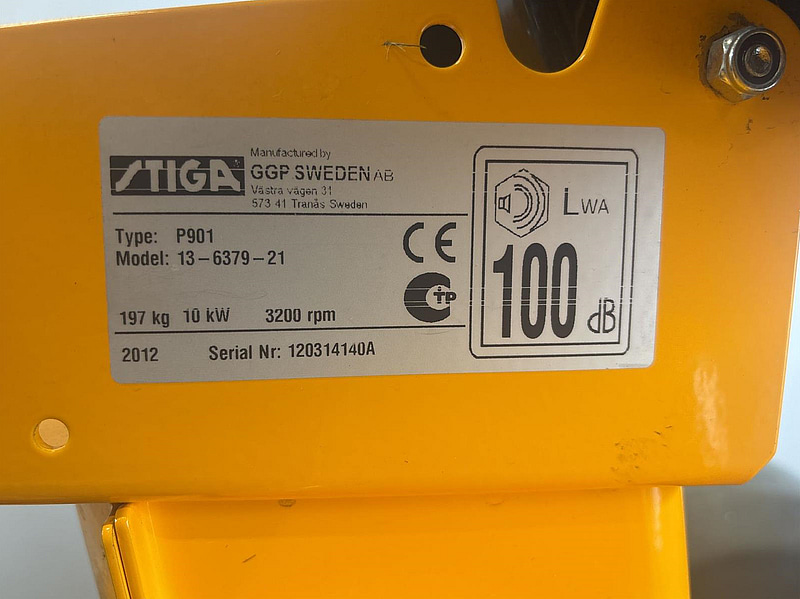 STIGA
Manufactured by
GGP SWEDEN AB
Västra vägen 31
573 41 Tranås Sweden
Type: P901
Model: 13-6379-21
CE
CTP
197 kg 10 kW 3200 rpm
2012 Serial Nr: 120314140A
LWA
100 dB